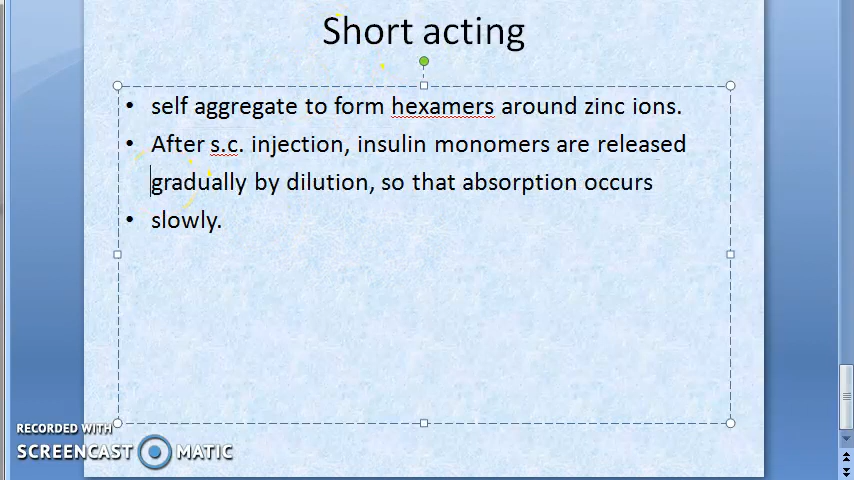 Short acting
• self aggregate to form hexamers around zinc ions.
• After s.c. injection, insulin monomers are released
gradually by dilution, so that absorption occurs
• slowly.
RECORDED WITH
SCREENCAST MATIC